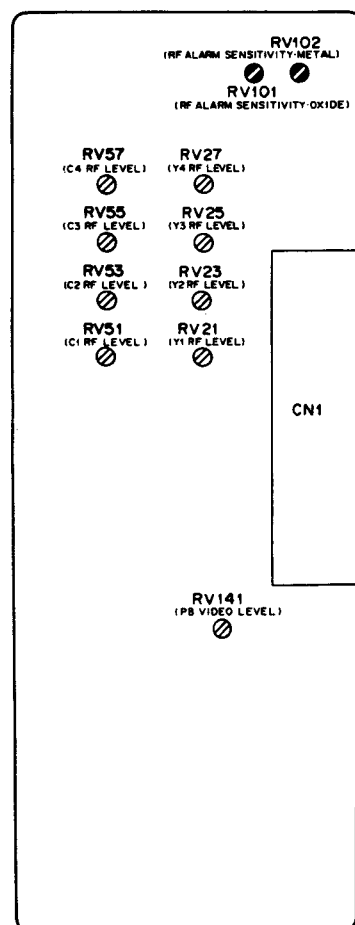 RV102
(RF ALARM SENSITIVITY-METAL)
RV101
(RF ALARM SENSITIVITY-OXIDE)
RV57 RV27
(C4 RF LEVEL) (Y4 RF LEVEL)
RV55 RV25
(C3 RF LEVEL) (Y3 RF LEVEL)
RV53 RV23
(C2 RF LEVEL) (Y2 RF LEVEL)
RV51 RV21
(C1 RF LEVEL) (Y1 RF LEVEL)
CN1
RV141
(PB VIDEO LEVEL)